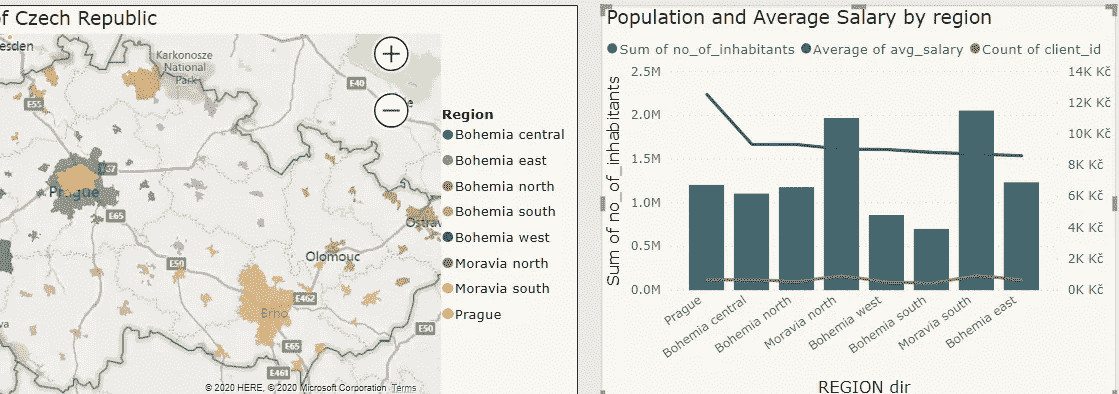 of Czech Republic
esden
Karkonosze
National
Park
E40
e
E55
E67
Prague
E65
Ostrav
Olomouc
E50
E462
Brno
E50
E65
E461
va
© 2020 HERE, © 2020 Microsoft Corporation Terms
Region
Bohemia central
Bohemia east
Bohemia north
Bohemia south
Bohemia west
Moravia north
Moravia south
Prague
Population and Average Salary by region
Sum of no_of_inhabitants Average of avg_salary Count of client_id
Sum of no_of_inhabitants
2.5M
2.0M
1.5M
1.0M
0.5M
0.0M
14K Kč
12K Kč
10K Kč
8K Kč
6K Kč
4K Kč
2K Kč
0K Kč
Prague
Bohemia central
Bohemia north
Moravia north
Bohemia west
Bohemia south
Moravia south
Bohemia east
REGION dir